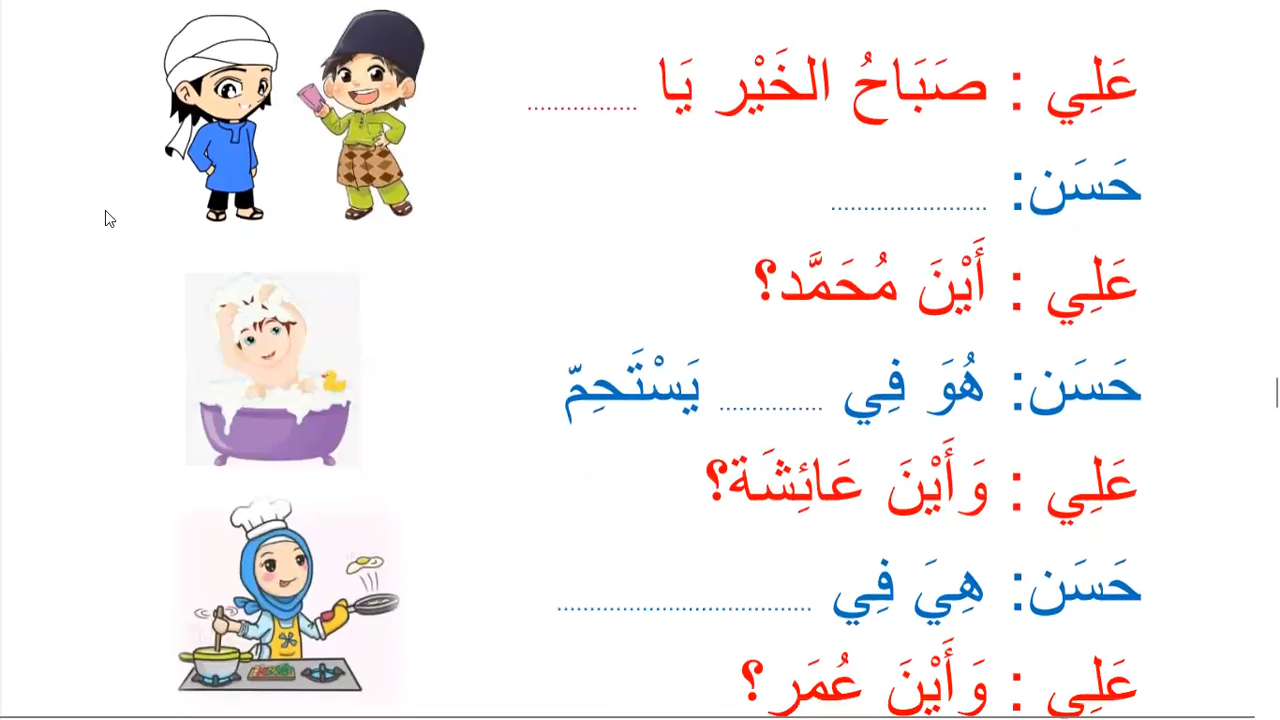 عَلِي : صَبَاحُ الخَيْر يَا .................
حَسَن: ........................
عَلِي : أَيْنَ مُحَمَّد؟
حَسَن: هُوَ فِي ................ يَسْتَحِمّ
عَلِي : وَأَيْنَ عَائِشَة؟
حَسَن: هِيَ فِي .......................................
عَلِي : وَأَيْنَ عُمَر؟